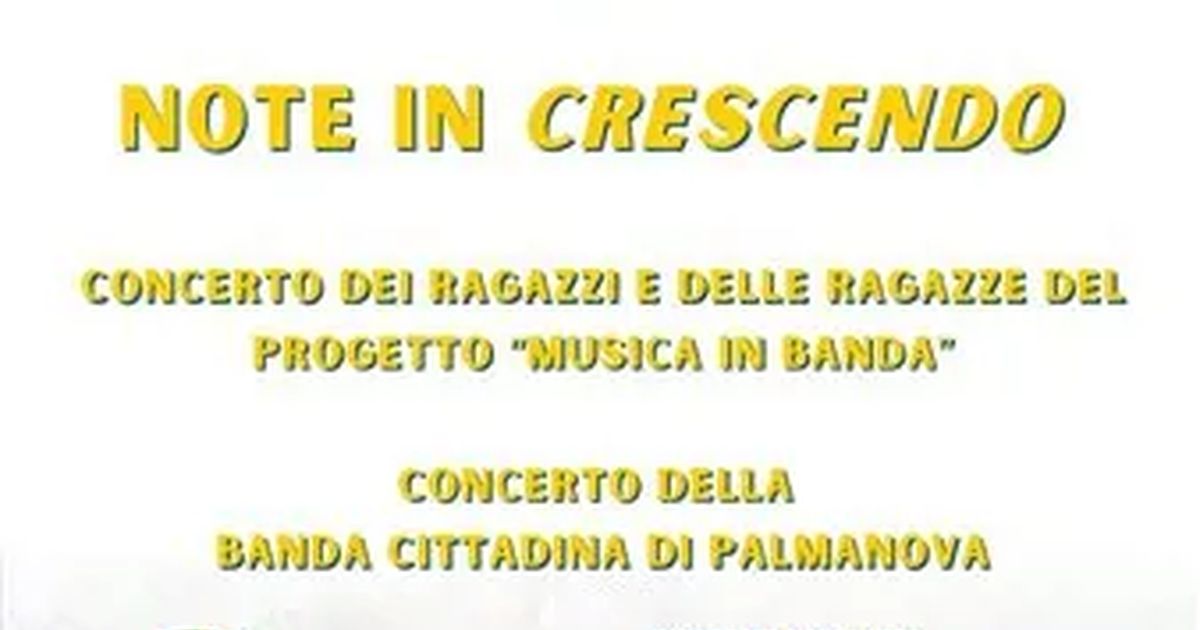 NOTE IN CRESCENDO
CONCERTO DEI RAGAZZI E DELLE RAGAZZE DEL
PROGETTO "MUSICA IN BANDA"
CONCERTO DELLA
BANDA CITTADINA DI PALMANOVA